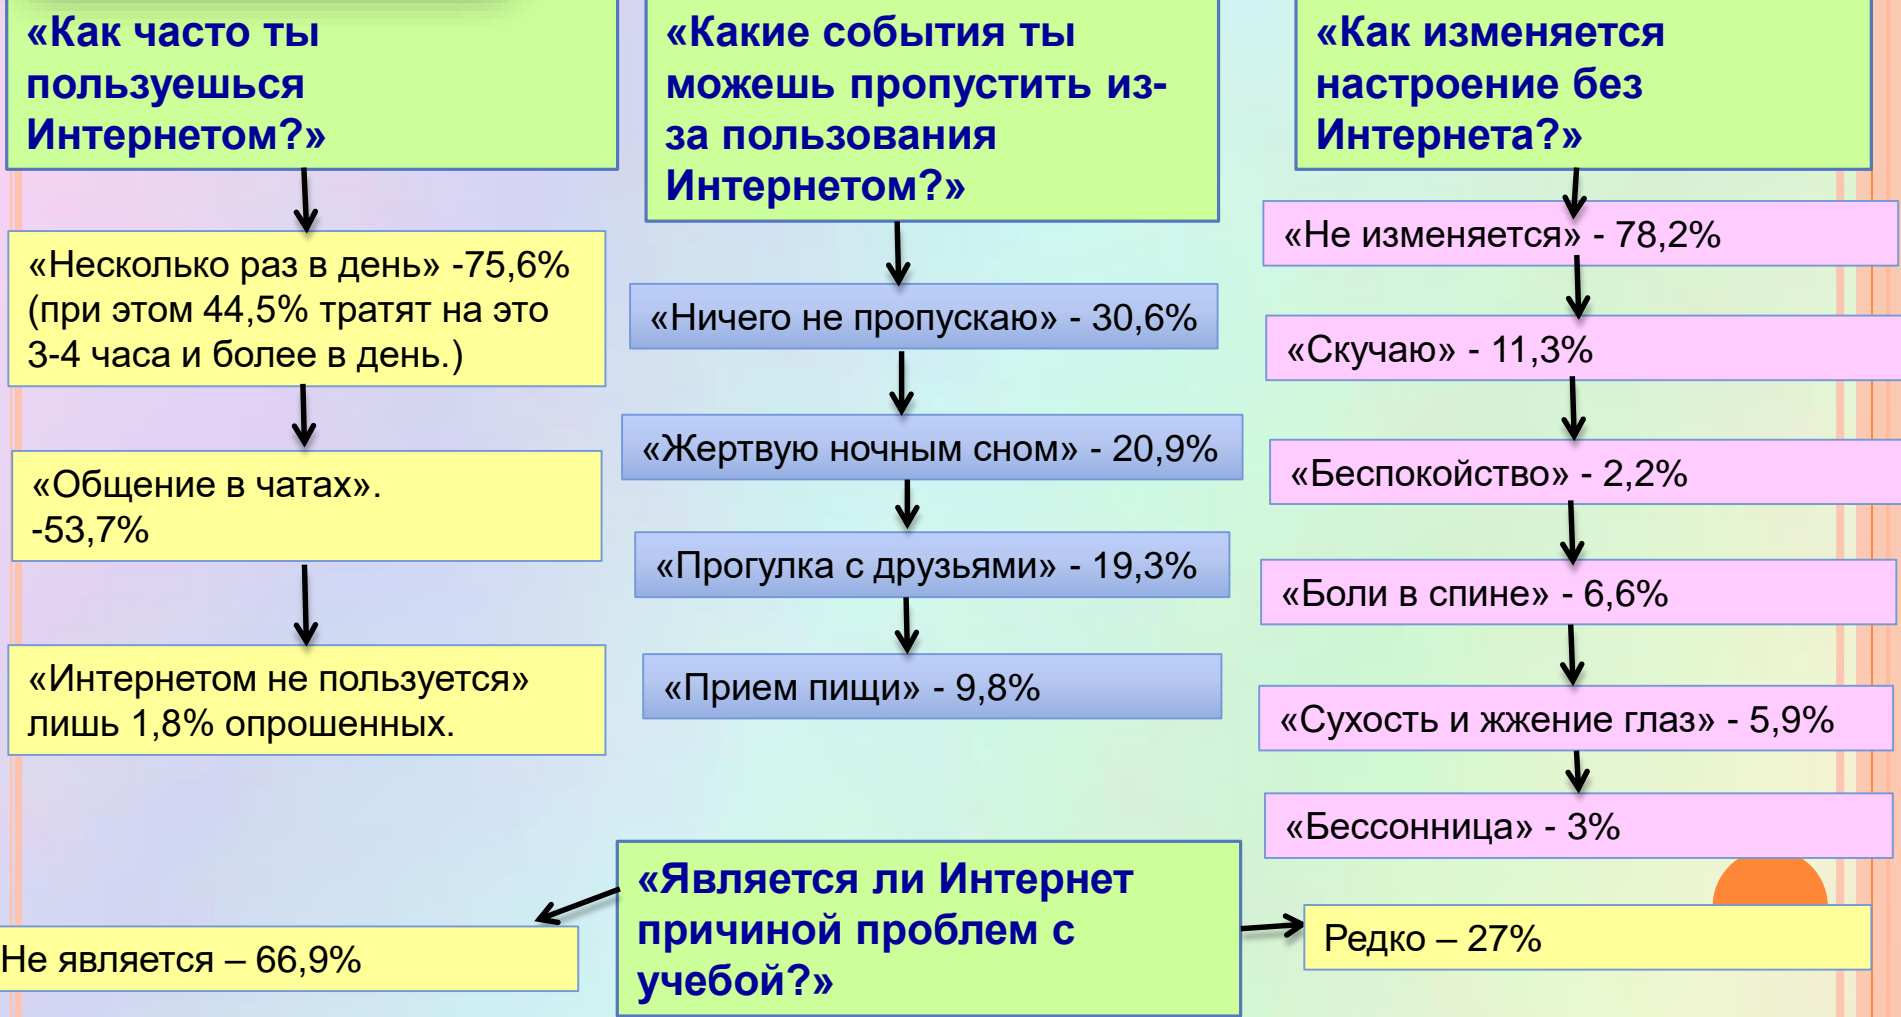 «Как часто ты
пользуешься
Интернетом?»
«Несколько раз в день» -75,6%
(при этом 44,5% тратят на это
3-4 часа и более в день.)
«Общение в чатах».
-53,7%
«Интернетом не пользуется»
лишь 1,8% опрошенных.
«Какие события ты
можешь пропустить из-
за пользования
Интернетом?»
«Ничего не пропускаю» - 30,6%
«Жертвую ночным сном» - 20,9%
«Прогулка с друзьями» - 19,3%
«Прием пищи» - 9,8%
«Как изменяется
настроение без
Интернета?»
«Не изменяется» - 78,2%
«Скучаю» - 11,3%
«Беспокойство» - 2,2%
«Боли в спине» - 6,6%
«Сухость и жжение глаз» - 5,9%
«Бессонница» - 3%
«Является ли Интернет
причиной проблем с
учебой?»
Не является – 66,9%
Редко – 27%